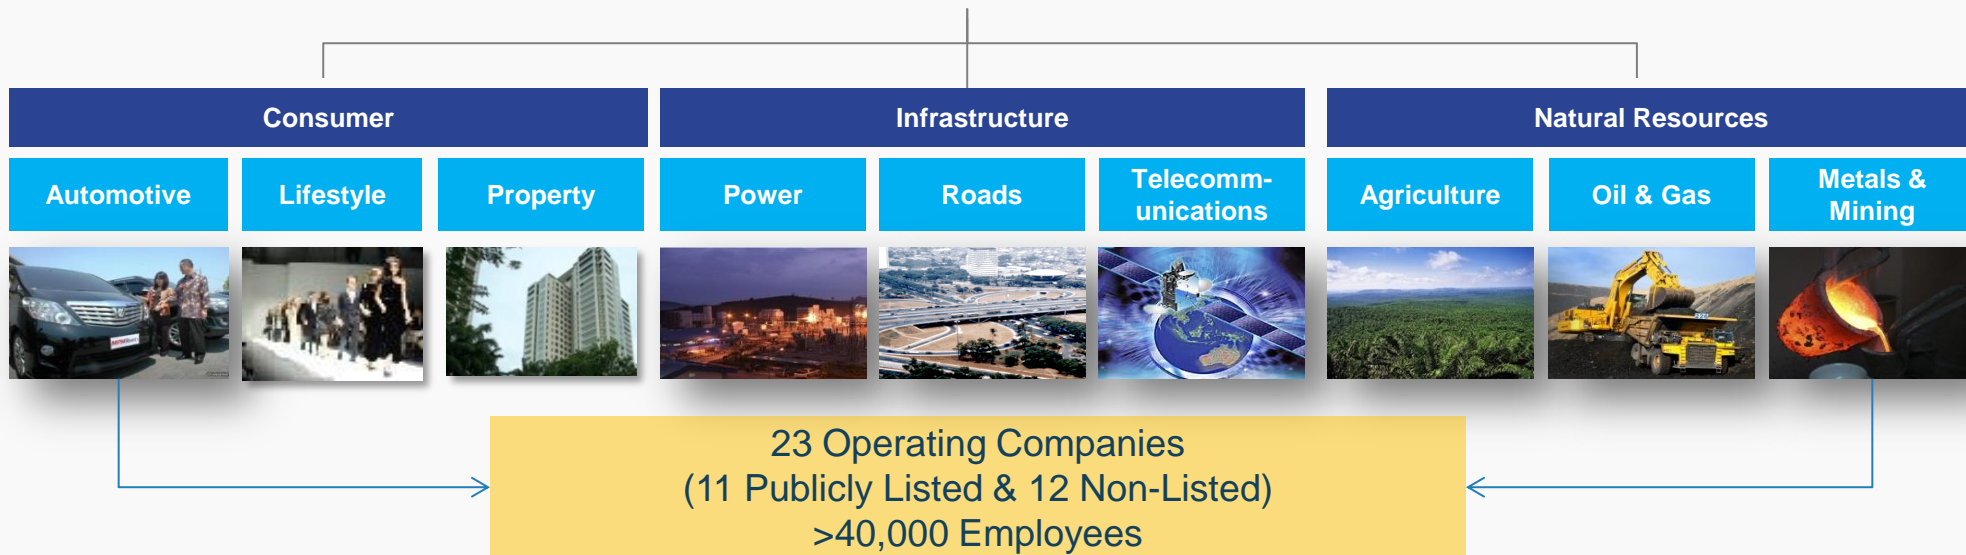 Consumer
Infrastructure
Natural Resources
Automotive
Lifestyle
Property
Power
Roads
Telecomm-
unications
Agriculture
Oil & Gas
Metals &
Mining
23 Operating Companies
(11 Publicly Listed & 12 Non-Listed)
>40,000 Employees